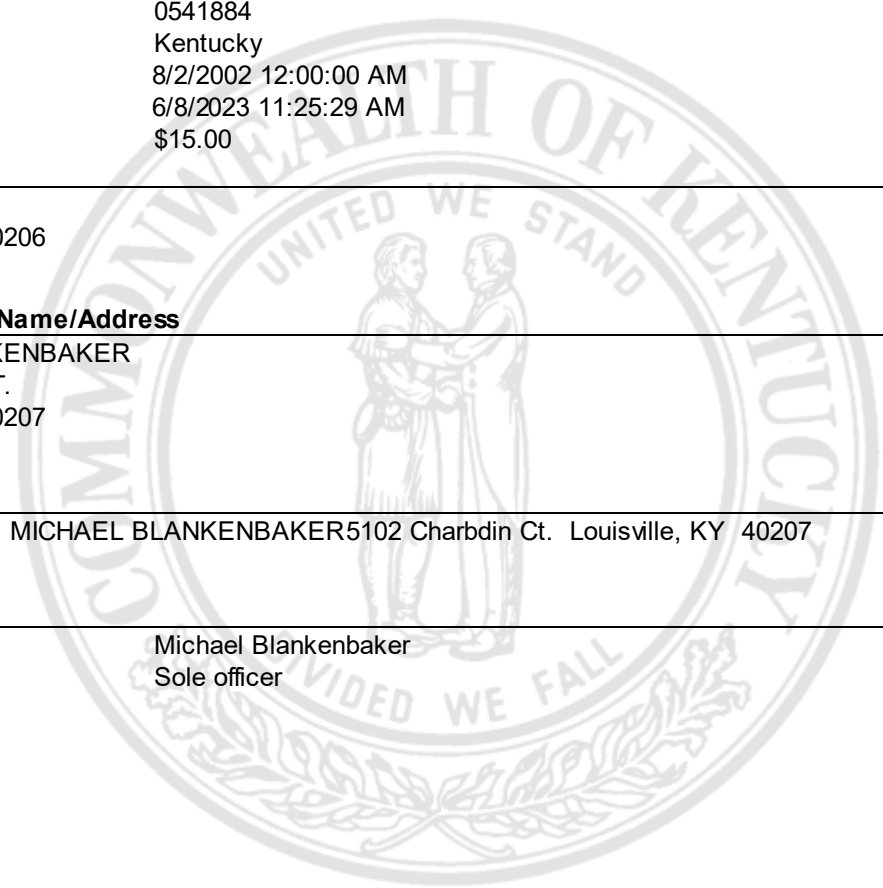 0541884
Kentucky
8/2/2002 12:00:00 AM
6/8/2023 11:25:29 AM
$15.00
COMMONWEALTH OF KENTUCKY
UNITED WE STAND
0206
Name/Address
KENBAKER
T.
0207
MICHAEL BLANKENBAKER5102 Charbdin Ct. Louisville, KY 40207
Michael Blankenbaker
Sole officer
DIVIDED WE FALL